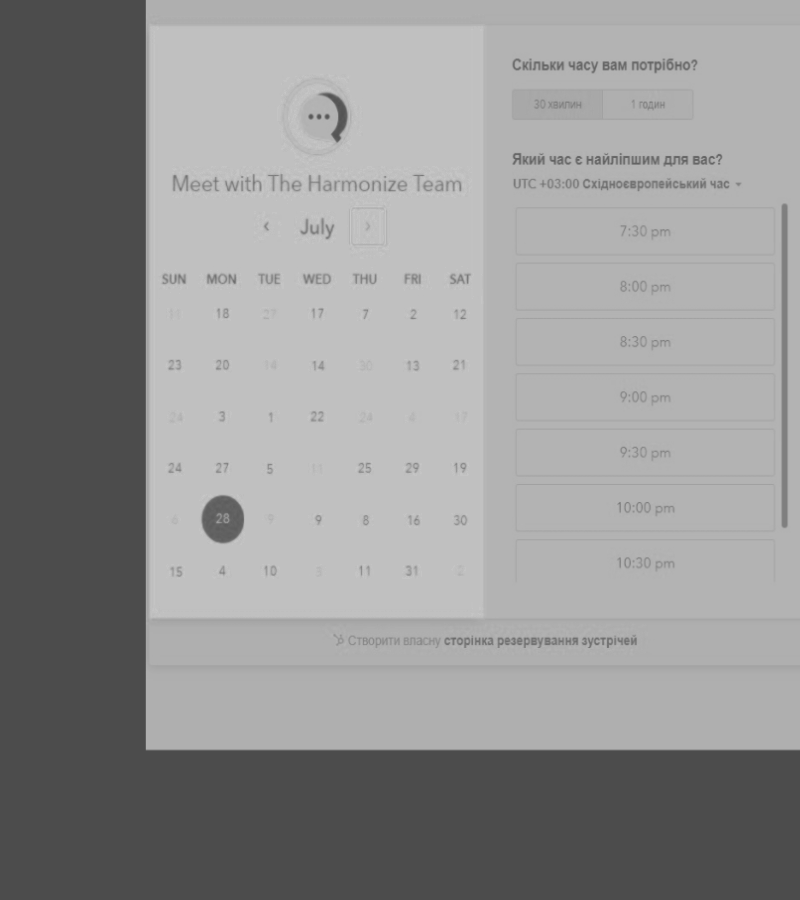 Meet with The Harmonize Team
‹ July ›
SUN MON TUE WED THU FRI SAT
18 27 17 7 2 12
23 20 14 14 30 13 21
24 3 1 22 24 4 17
24 27 5 11 25 29 19
6 28 9 9 8 16 30
15 4 10 3 11 31 2
Скільки часу вам потрібно?
30 хвилин 1 годин
Який час є найліпшим для вас?
UTC +03:00 Східноєвропейський час
7:30 pm
8:00 pm
8:30 pm
9:00 pm
9:30 pm
10:00 pm
10:30 pm
Створити власну сторінка резервування зустрічей